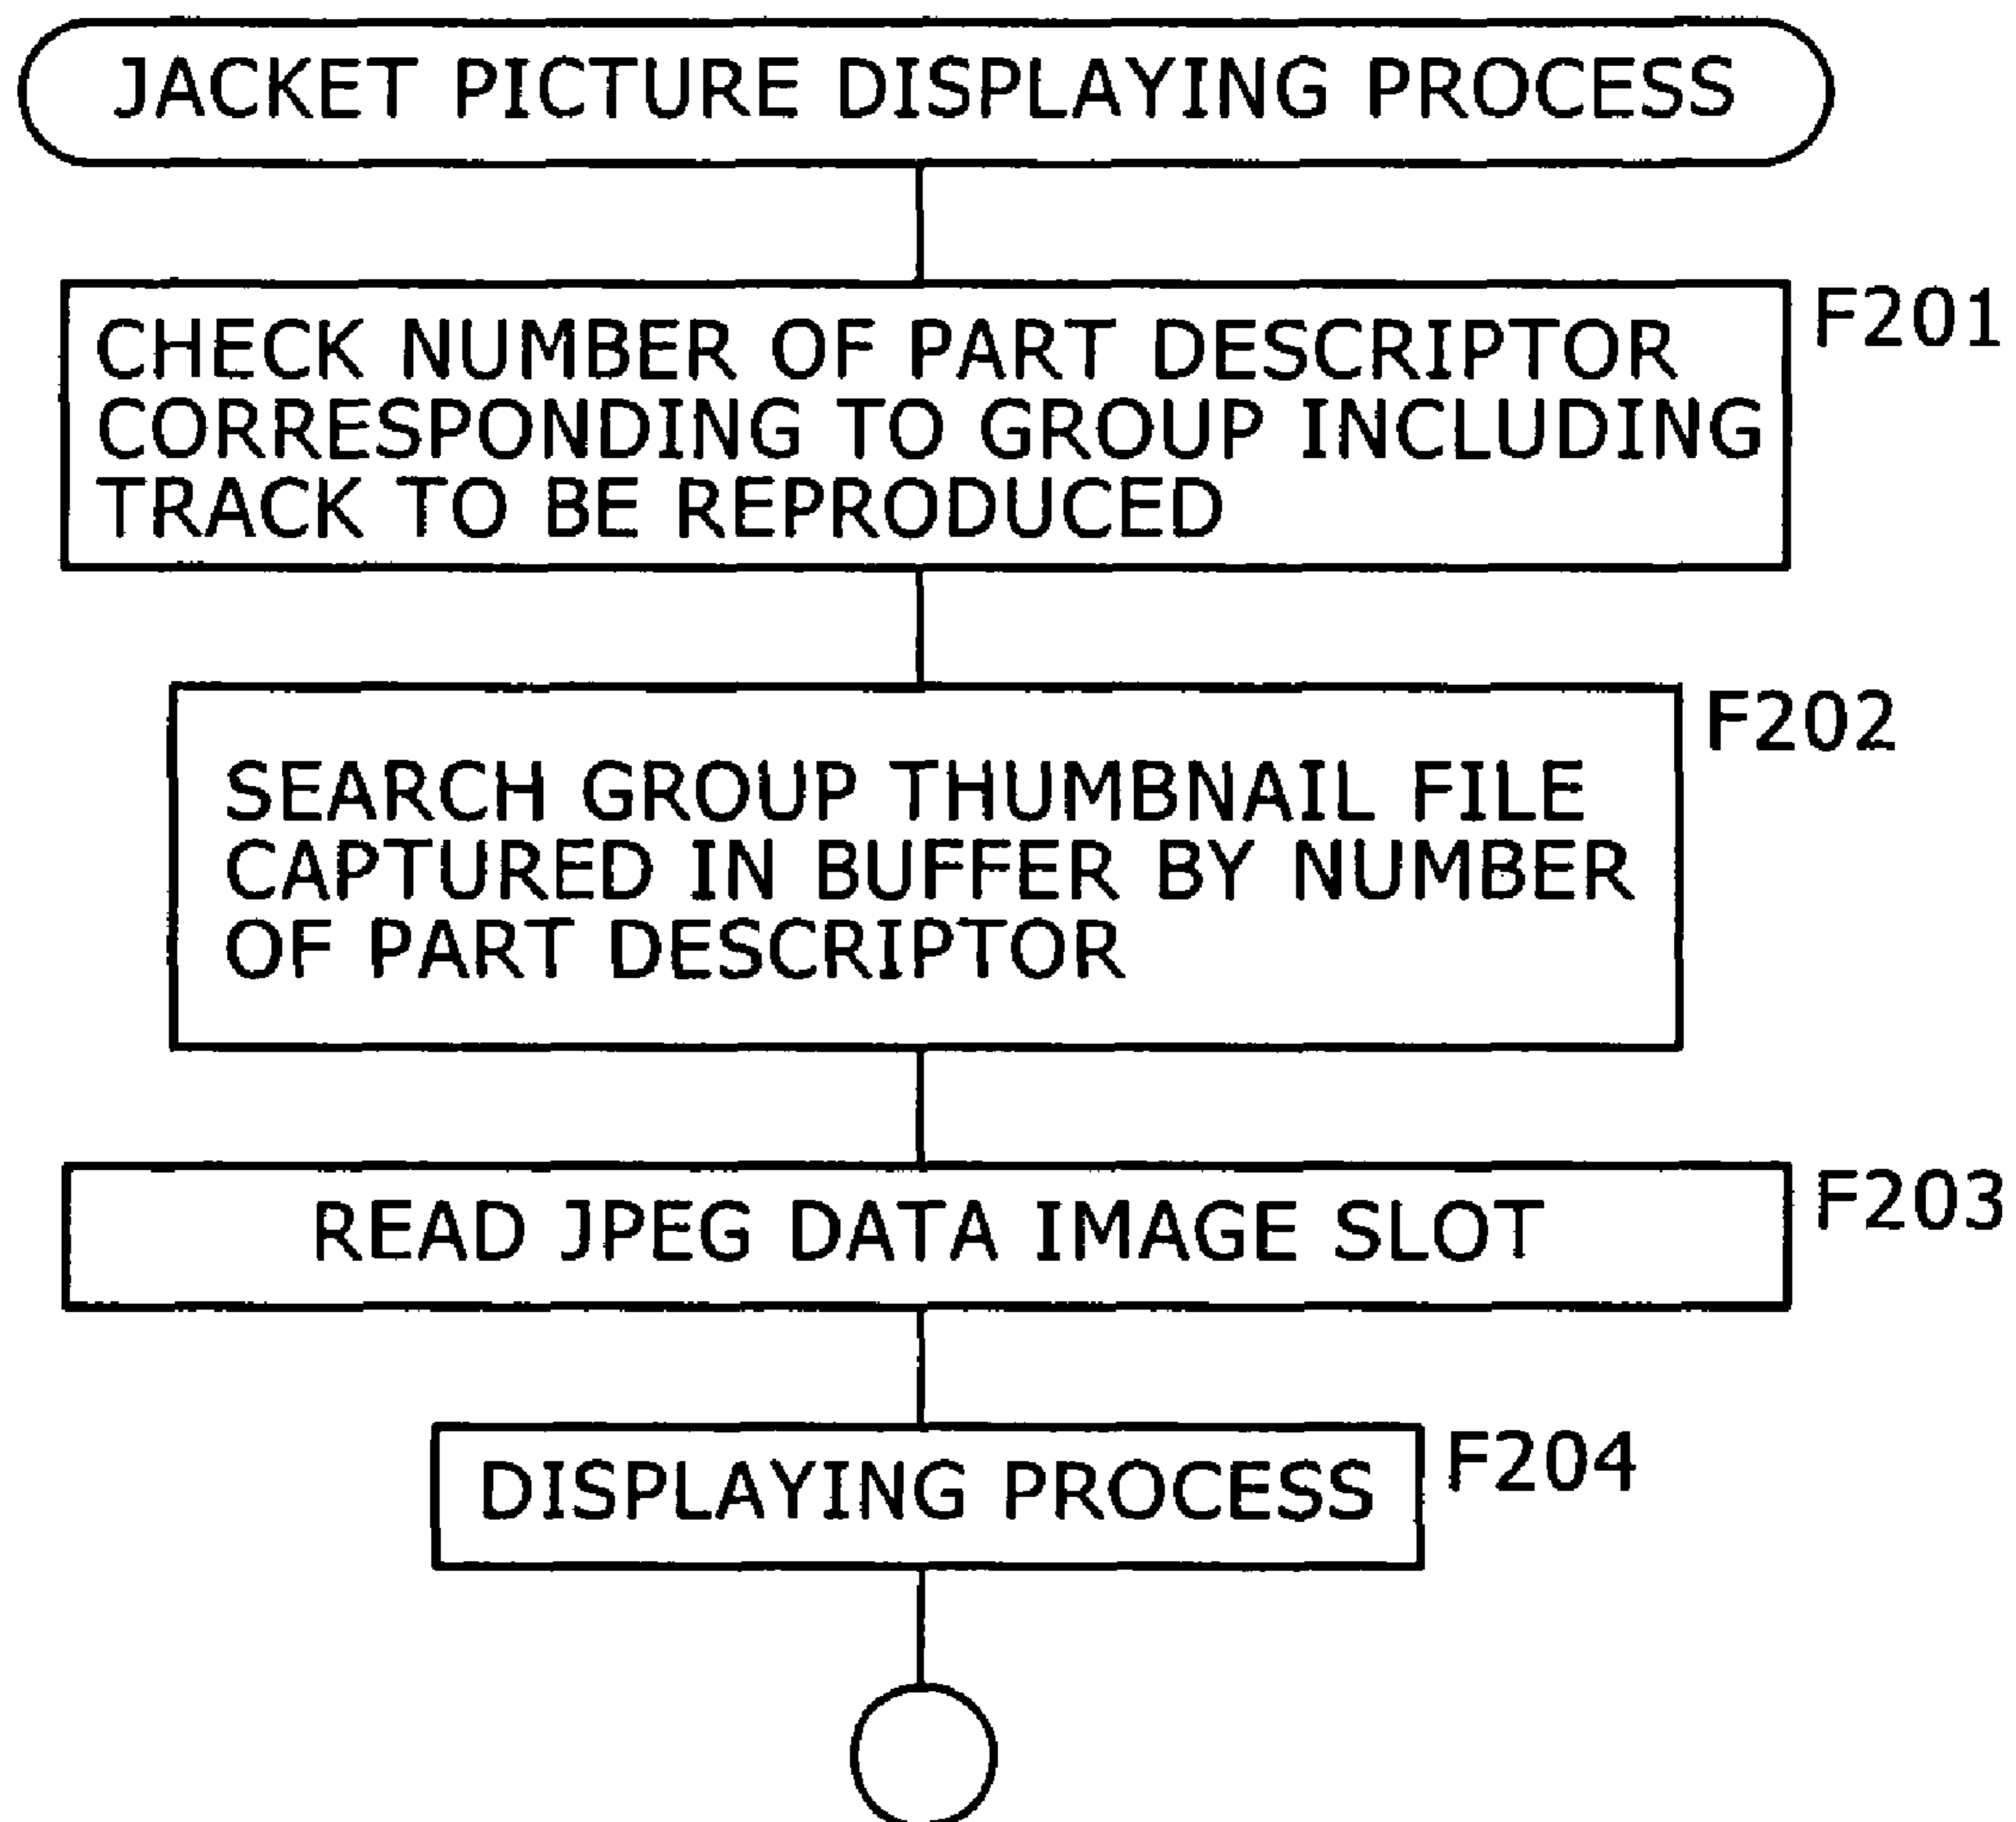 JACKET PICTURE DISPLAYING PROCESS
F201
CHECK NUMBER OF PART DESCRIPTOR
CORRESPONDING TO GROUP INCLUDING
TRACK TO BE REPRODUCED
F202
SEARCH GROUP THUMBNAIL FILE
CAPTURED IN BUFFER BY NUMBER
OF PART DESCRIPTOR
F203
READ JPEG DATA IMAGE SLOT
F204
DISPLAYING PROCESS